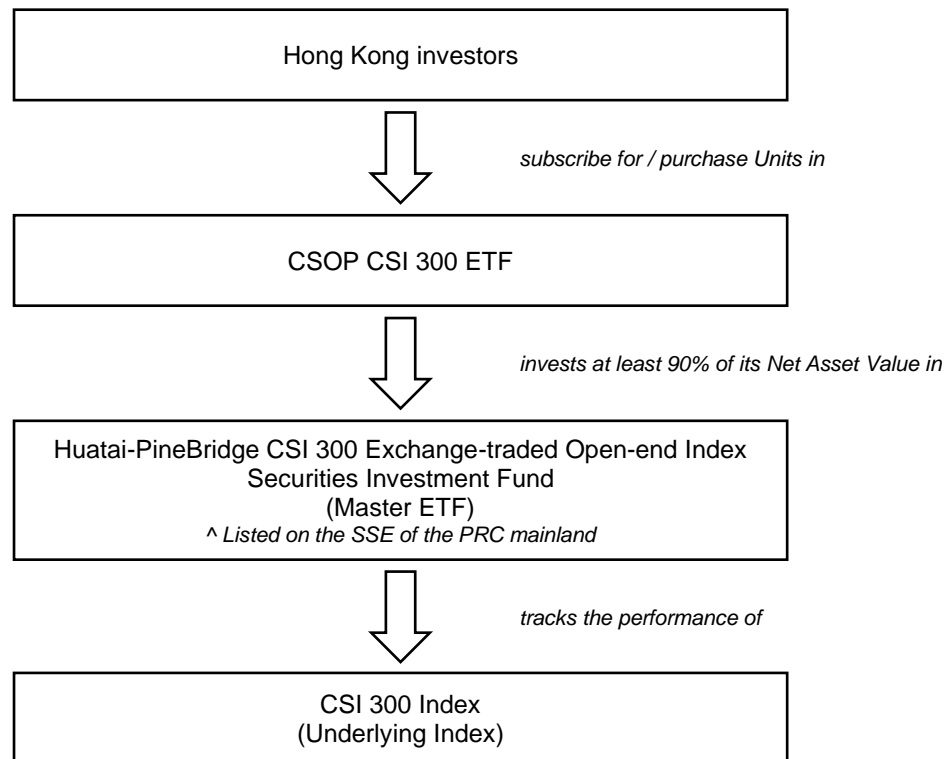 Hong Kong investors
subscribe for / purchase Units in
CSOP CSI 300 ETF
invests at least 90% of its Net Asset Value in
Huatai-PineBridge CSI 300 Exchange-traded Open-end Index
Securities Investment Fund
(Master ETF)
^ Listed on the SSE of the PRC mainland
tracks the performance of
CSI 300 Index
(Underlying Index)